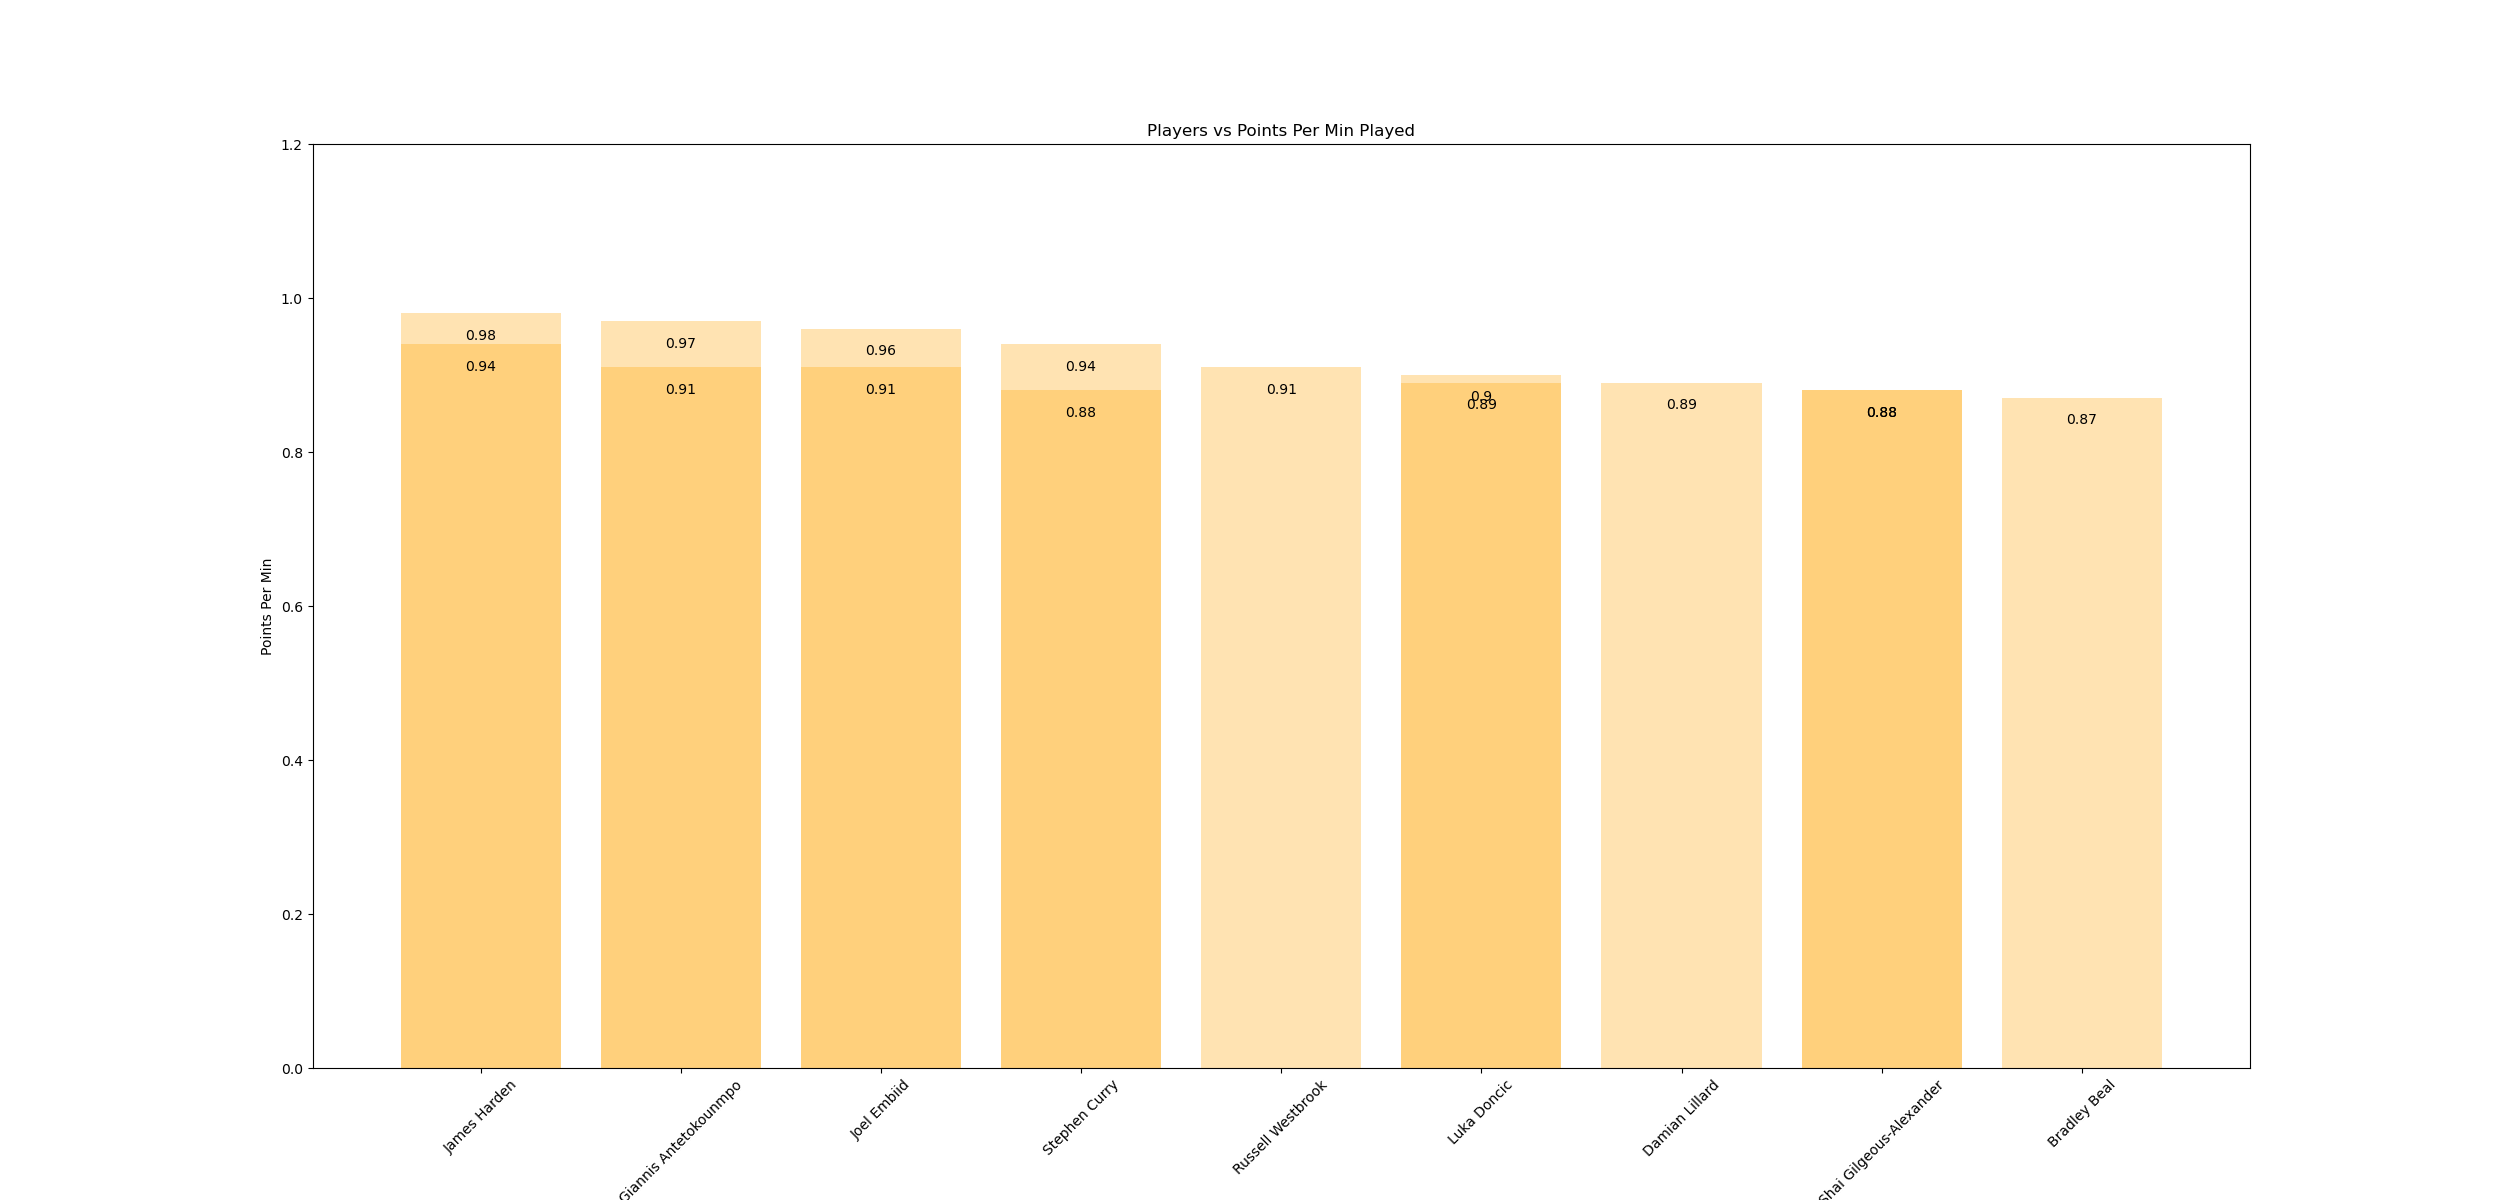 Players vs Points Per Min Played
1.2
1.0
0.8
0.6
0.4
0.2
0.0
Points Per Min
0.98
0.94
0.97
0.91
0.96
0.91
0.94
0.88
0.91
0.9
0.89
0.89
0.88
0.87
James Harden
Giannis Antetokounmpo
Joel Embiid
Stephen Curry
Russell Westbrook
Luka Doncic
Damian Lillard
Shai Gilgeous-Alexander
Bradley Beal